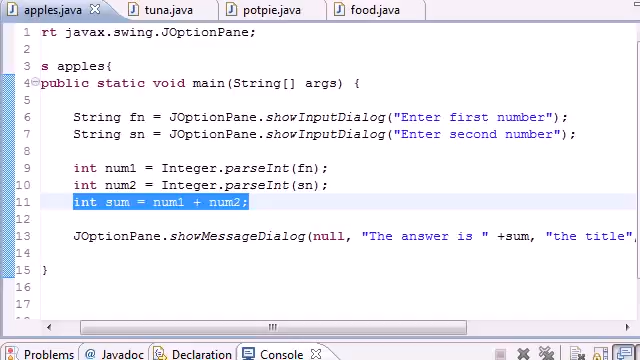 apples.java tuna.java potpie.java food.java
1 rt javax.swing.JOptionPane;
2
3 s apples{
4 public static void main(String[] args) {
5
6 String fn = JOptionPane.showInputDialog("Enter first number");
7 String sn = JOptionPane.showInputDialog("Enter second number");
8
9 int num1 = Integer.parseInt(fn);
10 int num2 = Integer.parseInt(sn);
11 int sum = num1 + num2;
12
13 JOptionPane.showMessageDialog(null, "The answer is " +sum, "the title",
14
15 }
16
17
18
Problems Javadoc Declaration Console